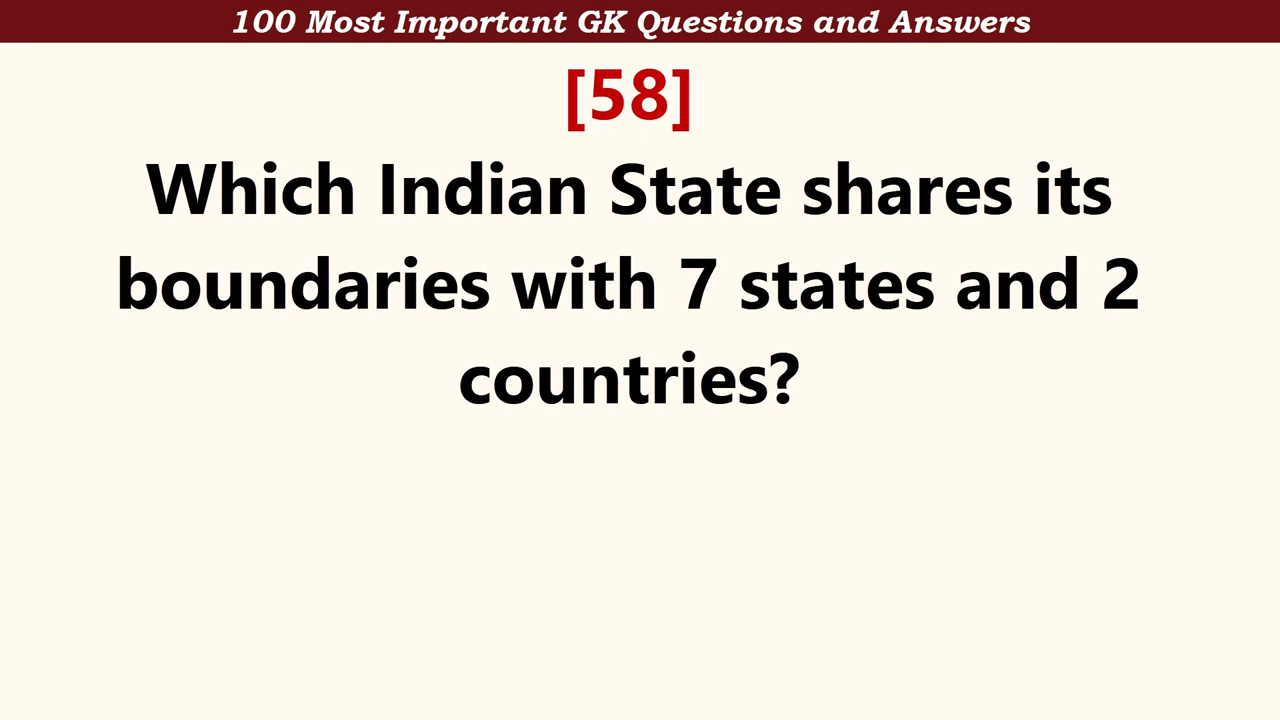 100 Most Important GK Questions and Answers
[58]
Which Indian State shares its
boundaries with 7 states and 2
countries?